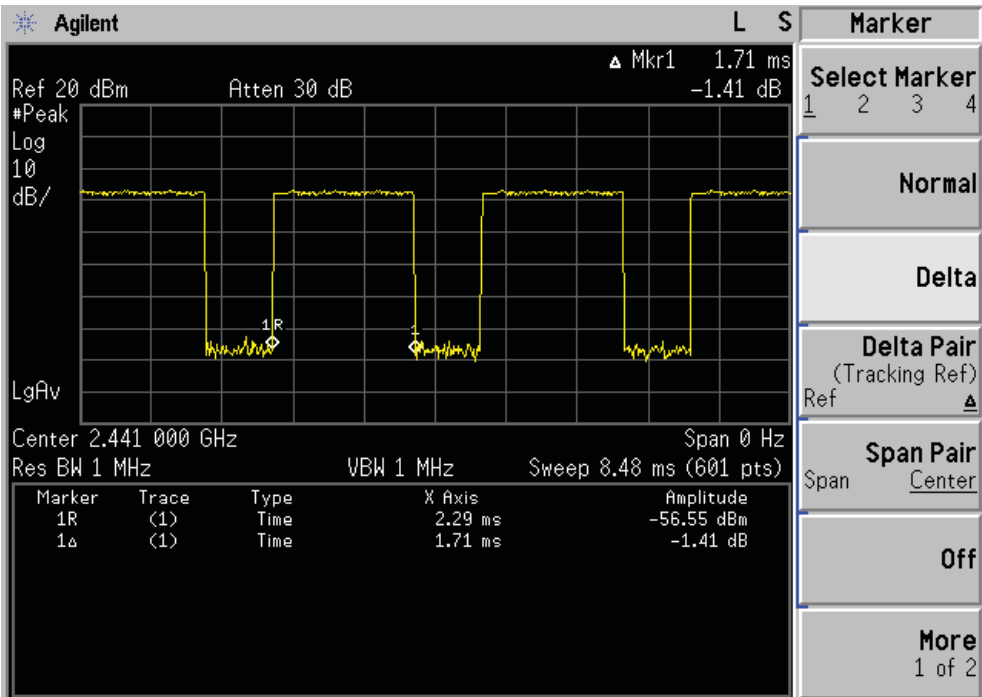 Agilent L S
Δ Mkr1 1.71 ms
Ref 20 dBm Atten 30 dB -1.41 dB
#Peak
Log
10
dB/
1R
1
LgAv
Center 2.441 000 GHz Span 0 Hz
Res BW 1 MHz VBW 1 MHz Sweep 8.48 ms (601 pts)
Marker Trace Type X Axis Amplitude
1R (1) Time 2.29 ms -56.55 dBm
1Δ (1) Time 1.71 ms -1.41 dB
Marker
Select Marker
1 2 3 4
Normal
Delta
Delta Pair
(Tracking Ref)
Ref Δ
Span Pair
Span Center
Off
More
1 of 2